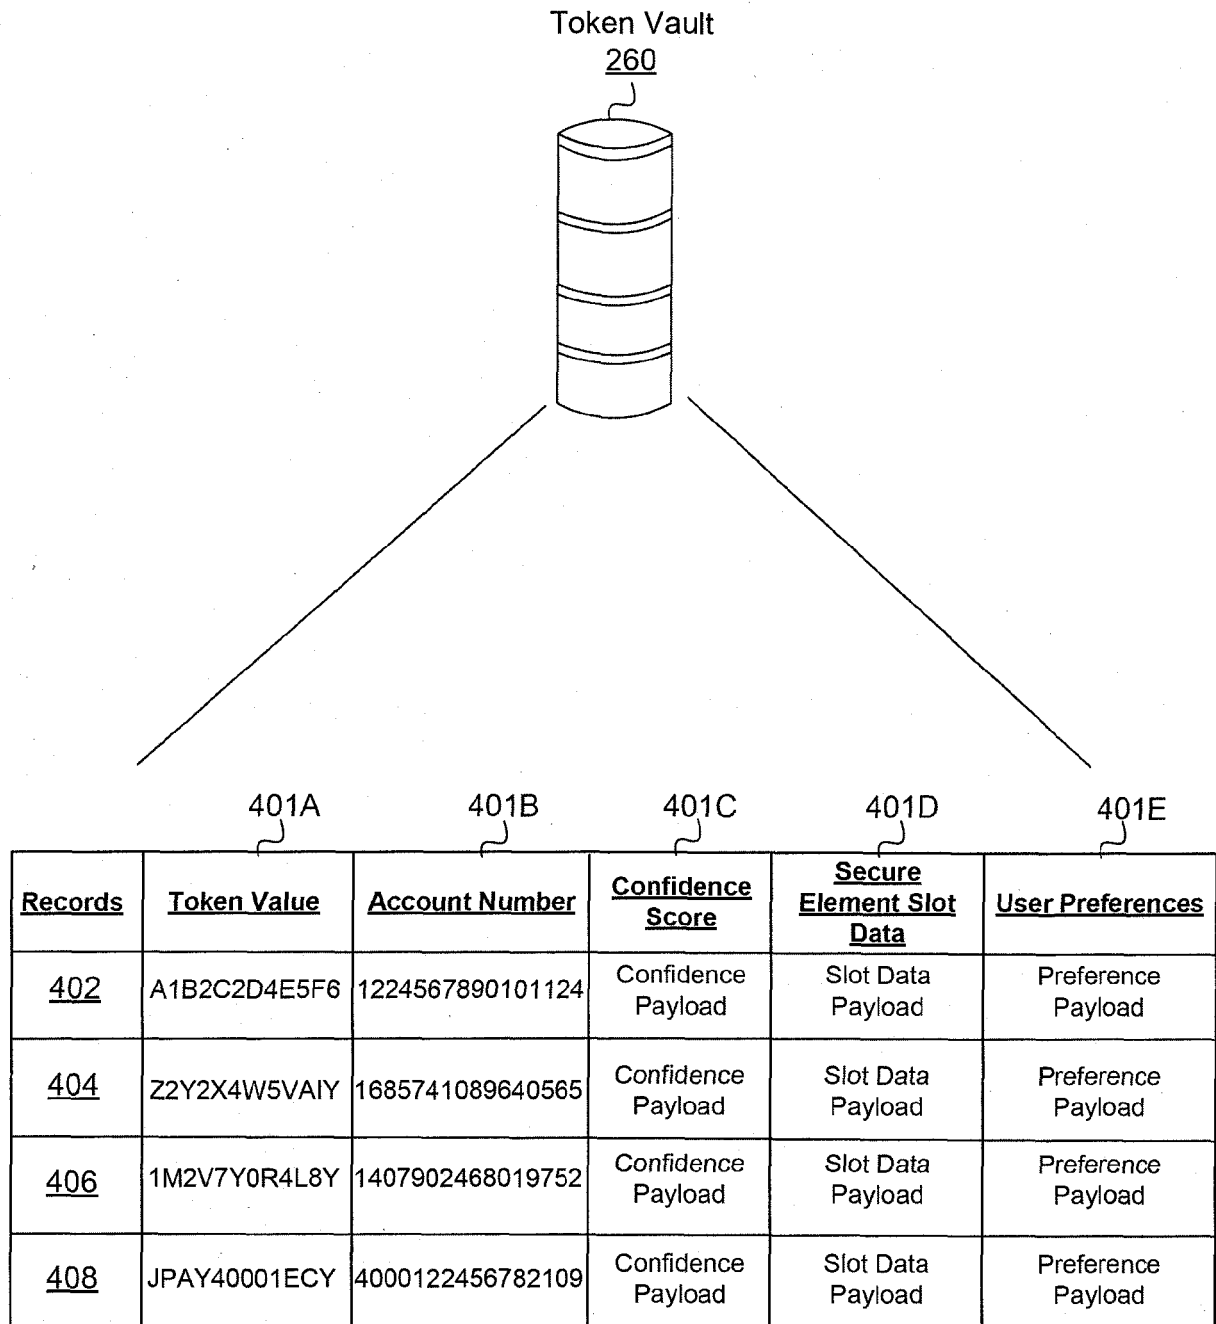 Token Vault
260
401A 401B 401C 401D 401E
Records Token Value Account Number Confidence Score Secure Element Slot Data User Preferences
402 A1B2C2D4E5F6 1224567890101124 Confidence Payload Slot Data Payload Preference Payload
404 Z2Y2X4W5VAIY 1685741089640565 Confidence Payload Slot Data Payload Preference Payload
406 1M2V7Y0R4L8Y 1407902468019752 Confidence Payload Slot Data Payload Preference Payload
408 JPAY40001ECY 4000122456782109 Confidence Payload Slot Data Payload Preference Payload